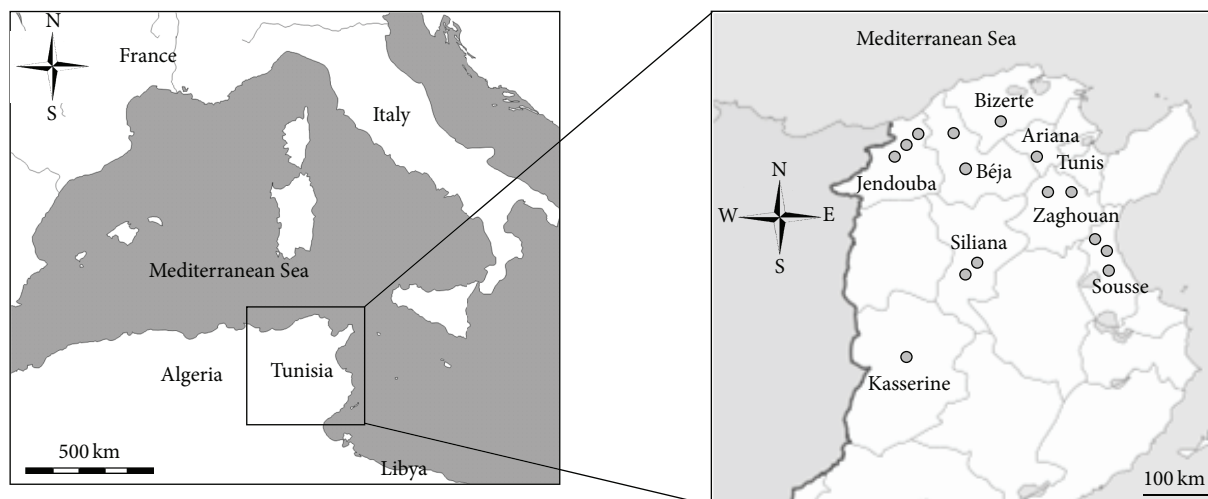 N
S
France
Italy
Mediterranean Sea
Algeria
Tunisia
Libya
500 km
Mediterranean Sea
N
W
E
S
Bizerte
Ariana
Tunis
Béja
Jendouba
Zaghouan
Siliana
Sousse
Kasserine
100 km